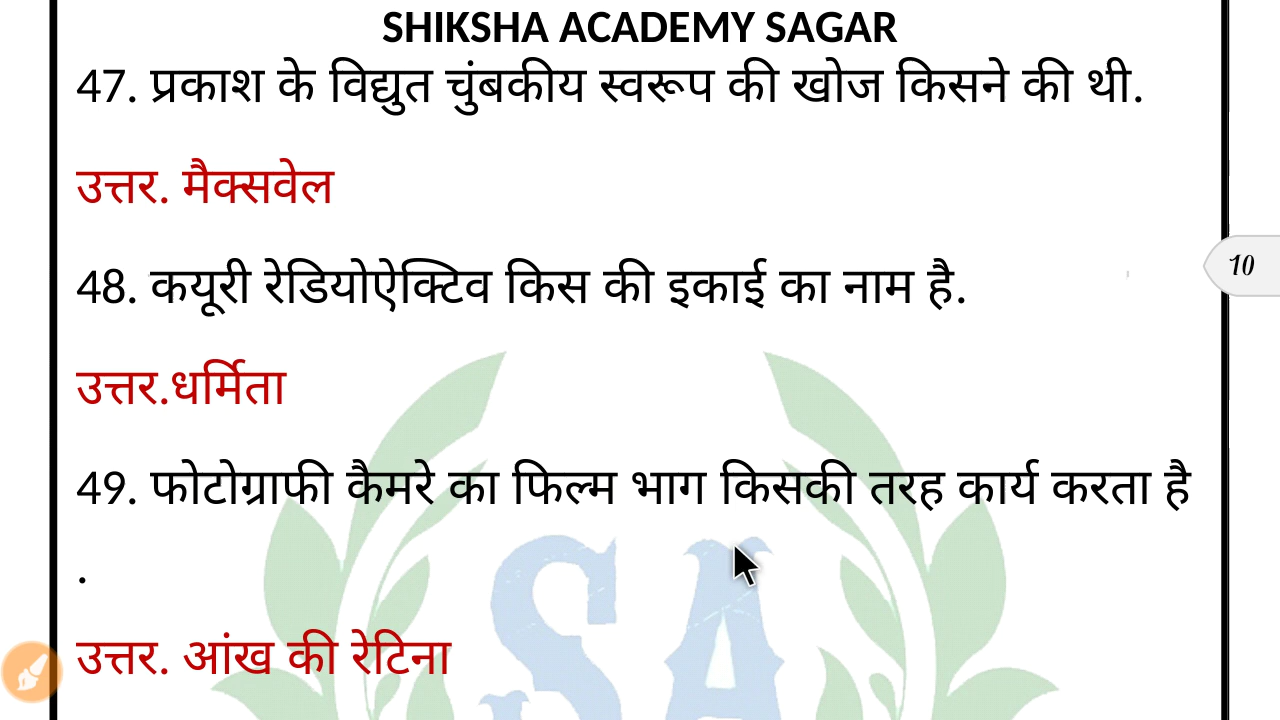 SHIKSHA ACADEMY SAGAR
47. प्रकाश के विद्युत चुंबकीय स्वरूप की खोज किसने की थी.
उत्तर. मैक्सवेल
48. कयूरी रेडियोऐक्टिव किस की इकाई का नाम है.
10
उत्तर.धर्मिता
49. फोटोग्राफी कैमरे का फिल्म भाग किसकी तरह कार्य करता है
.
उत्तर. आंख की रेटिना
SA